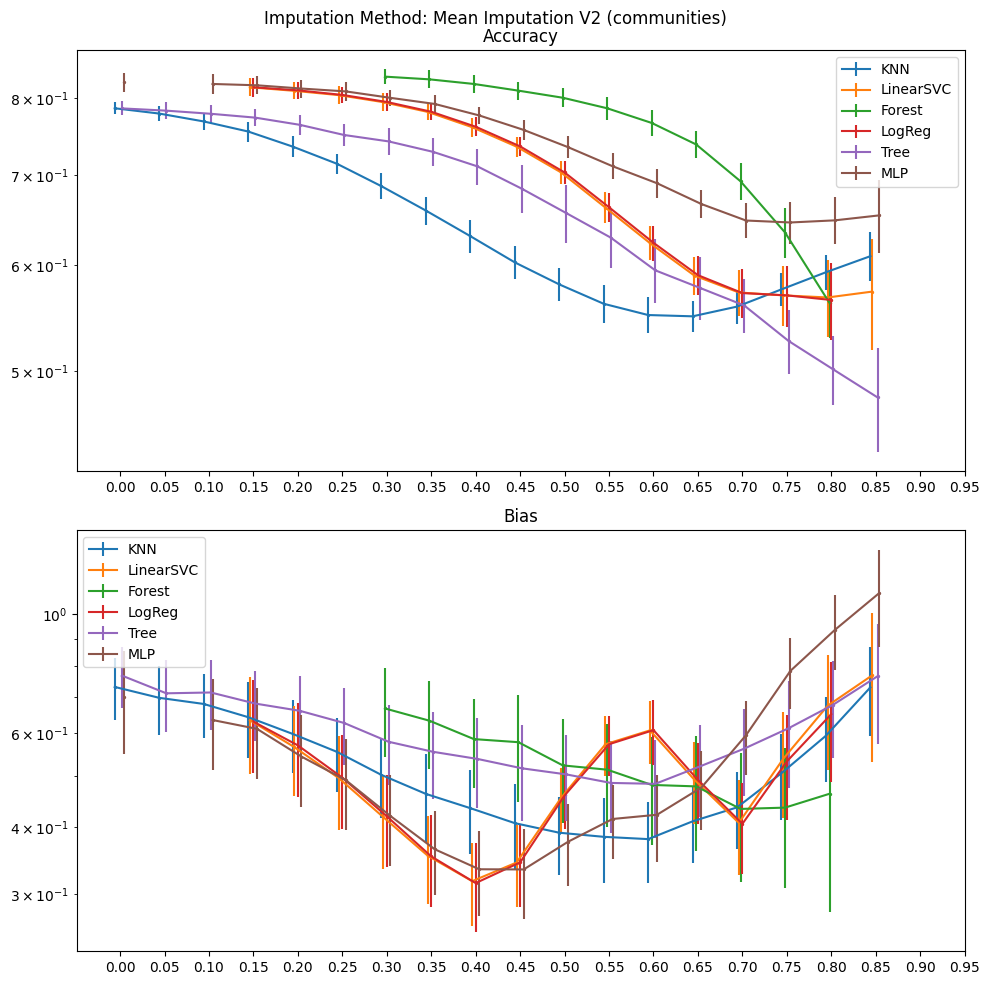 Imputation Method: Mean Imputation V2 (communities)
Accuracy
8 × 10⁻¹
7 × 10⁻¹
6 × 10⁻¹
5 × 10⁻¹
KNN
LinearSVC
Forest
LogReg
Tree
MLP
0.00 0.05 0.10 0.15 0.20 0.25 0.30 0.35 0.40 0.45 0.50 0.55 0.60 0.65 0.70 0.75 0.80 0.85 0.90 0.95
Bias
KNN
LinearSVC
Forest
LogReg
Tree
MLP
10⁰
6 × 10⁻¹
4 × 10⁻¹
3 × 10⁻¹
0.00 0.05 0.10 0.15 0.20 0.25 0.30 0.35 0.40 0.45 0.50 0.55 0.60 0.65 0.70 0.75 0.80 0.85 0.90 0.95